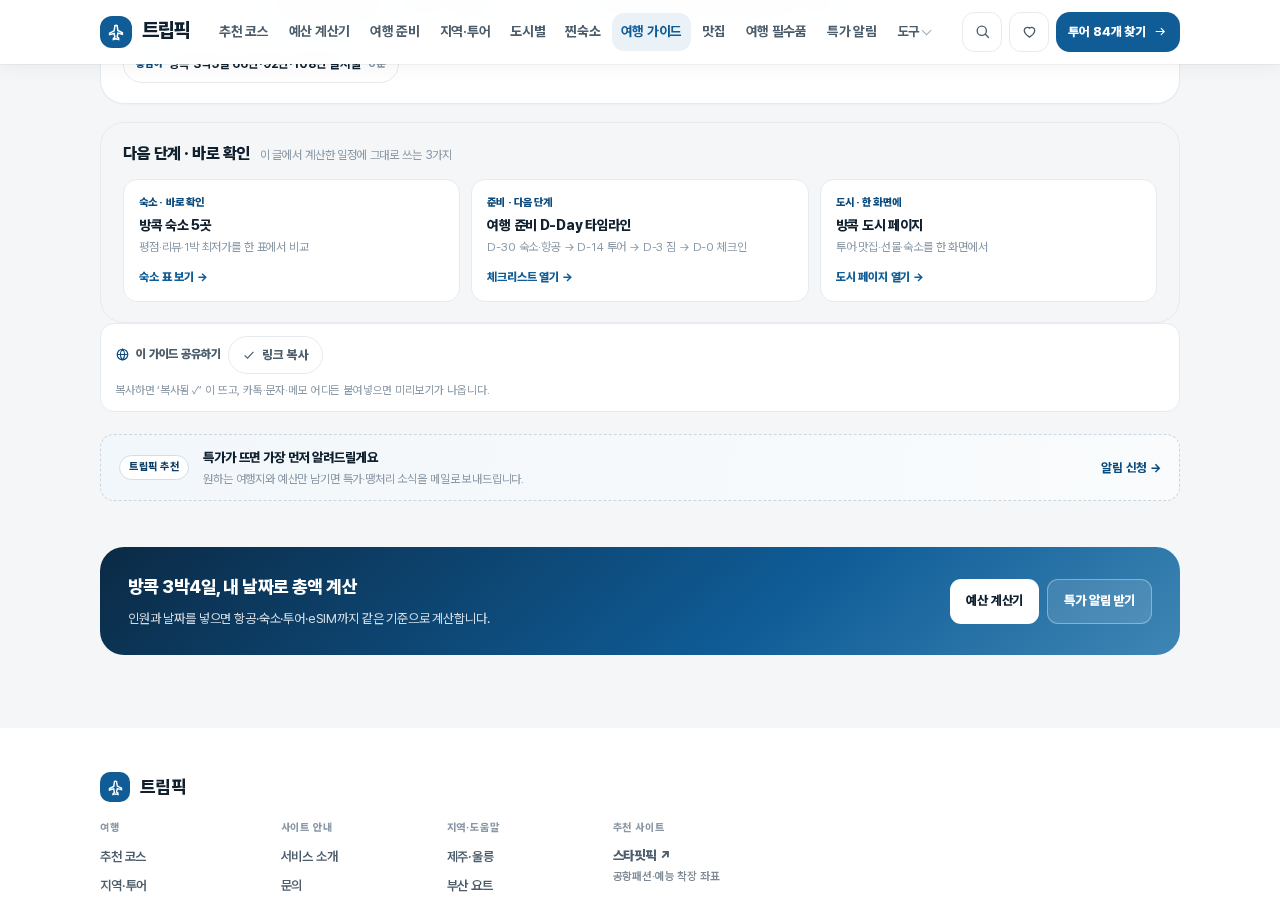 트립픽
추천 코스 예산 계산기 여행 준비 지역·투어 도시별 찐숙소 여행 가이드 맛집 여행 필수품 특가 알림 도구
투어 84개 찾기 →
다음 단계 · 바로 확인 이 글에서 계산한 일정에 그대로 쓰는 3가지
숙소 · 바로 확인
방콕 숙소 5곳
평점·리뷰·1박 최저가를 한 표에서 비교
숙소 표 보기 →
준비 · 다음 단계
여행 준비 D-Day 타임라인
D-30 숙소·항공 → D-14 투어 → D-3 짐 → D-0 체크인
체크리스트 열기 →
도시 · 한 화면에
방콕 도시 페이지
투어·맛집·선물·숙소를 한 화면에서
도시 페이지 열기 →
이 가이드 공유하기 링크 복사
복사하면 ‘복사됨 ✓’ 이 뜨고, 카톡·문자·메모 어디든 붙여넣으면 미리보기가 나옵니다.
트립픽 추천
특가가 뜨면 가장 먼저 알려드릴게요
원하는 여행지와 예산만 남기면 특가·땡처리 소식을 메일로 보내드립니다.
알림 신청 →
방콕 3박4일, 내 날짜로 총액 계산
인원과 날짜를 넣으면 항공·숙소·투어·eSIM까지 같은 기준으로 계산합니다.
예산 계산기
특가 알림 받기
트립픽
여행
추천 코스
지역·투어
사이트 안내
서비스 소개
문의
지역·도움말
제주·울릉
부산 요트
추천 사이트
스타핏픽 ↗
공항패션·예능 착장 좌표